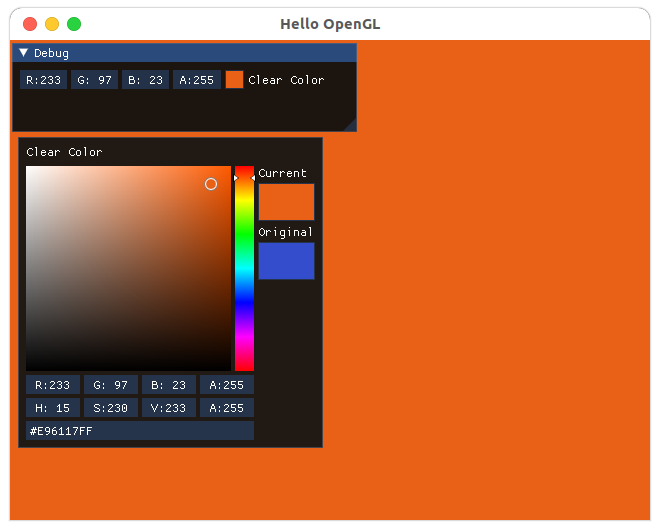 Hello OpenGL
Debug
R:233 G: 97 B: 23 A:255 Clear Color
Clear Color
Current
Original
R:233 G: 97 B: 23 A:255
H: 15 S:230 V:233 A:255
#E96117FF